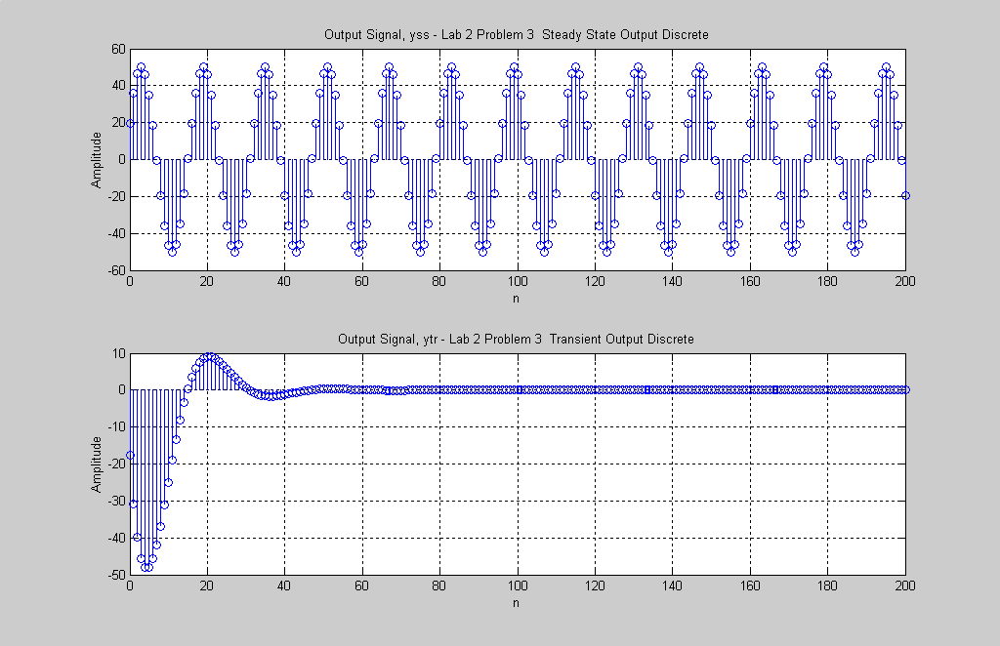 Output Signal, yss - Lab 2 Problem 3  Steady State Output Discrete
60
40
20
0
-20
-40
-60
Amplitude
0 20 40 60 80 100 120 140 160 180 200
n
Output Signal, ytr - Lab 2 Problem 3  Transient Output Discrete
10
0
-10
-20
-30
-40
-50
Amplitude
0 20 40 60 80 100 120 140 160 180 200
n